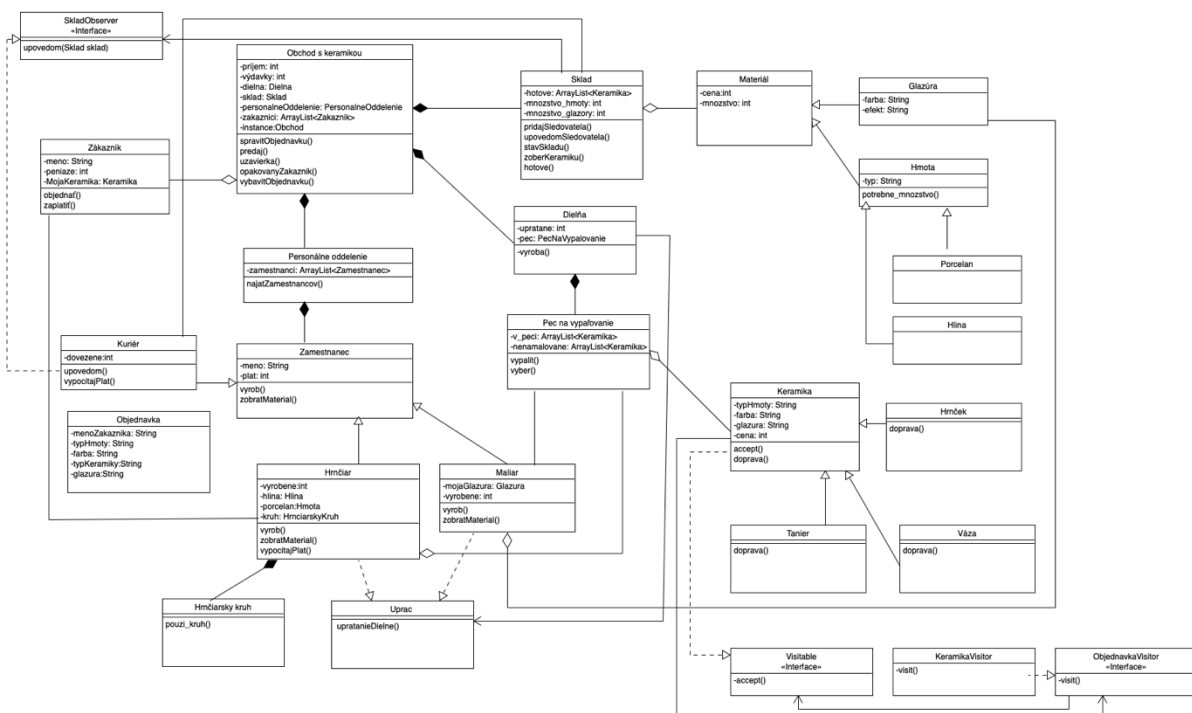 SkladObserver
«Interface»
upovedom(Sklad sklad)
Obchod s keramikou
-príjem: int
-výdavky: int
-dielna: Dielna
-sklad: Sklad
-personalneOddelenie: PersonalneOddelenie
-zakaznici: ArrayList<Zakaznik>
-instance:Obchod
spravitObjednavku()
predaj()
uzavierka()
opakovanyZakaznik()
vybavitObjednavku()
Sklad
-hotove: ArrayList<Keramika>
-mnozstvo_hmoty: int
-mnozstvo_glazory: int
pridajSledovatela()
upovedomSledovatela()
stavSkladu()
zoberKeramiku()
hotove()
Materiál
-cena:int
-mnozstvo: int
Glazúra
-farba: String
-efekt: String
Zákazník
-meno: String
-peniaze: int
-MojaKeramika: Keramika
objednať()
zaplatiť()
Hmota
-typ: String
potrebne_mnozstvo()
Dielňa
-upratane: int
-pec: PecNaVypalovanie
-vyroba()
Personálne oddelenie
-zamestnanci: ArrayList<Zamestnanec>
najatZamestnancov()
Porcelan
Hlina
Pec na vypaľovanie
-v_peci: ArrayList<Keramika>
-nenamalovane: ArrayList<Keramika>
vypalit()
vyber()
Kuriér
-dovezene:int
upovedom()
vypocitajPlat()
Zamestnanec
-meno: String
-plat: int
vyrob()
zobratMaterial()
Keramika
-typHmoty: String
-farba: String
-glazura: String
-cena: int
accept()
doprava()
Hrnček
doprava()
Objednavka
-menoZakaznika: String
-typHmoty: String
-farba: String
-typKeramiky:String
-glazura:String
Hrnčiar
-vyrobene:int
-hlina: Hlina
-porcelan:Hmota
-kruh: HrnciarskyKruh
vyrob()
zobratMaterial()
vypocitajPlat()
Maliar
-mojaGlazura: Glazura
-vyrobene: int
vyrob()
zobratMaterial()
Tanier
doprava()
Váza
doprava()
Hrnčiarsky kruh
pouzi_kruh()
Uprac
upratanieDielne()
Visitable
«Interface»
-accept()
KeramikaVisitor
-visit()
ObjednavkaVisitor
«Interface»
-visit()